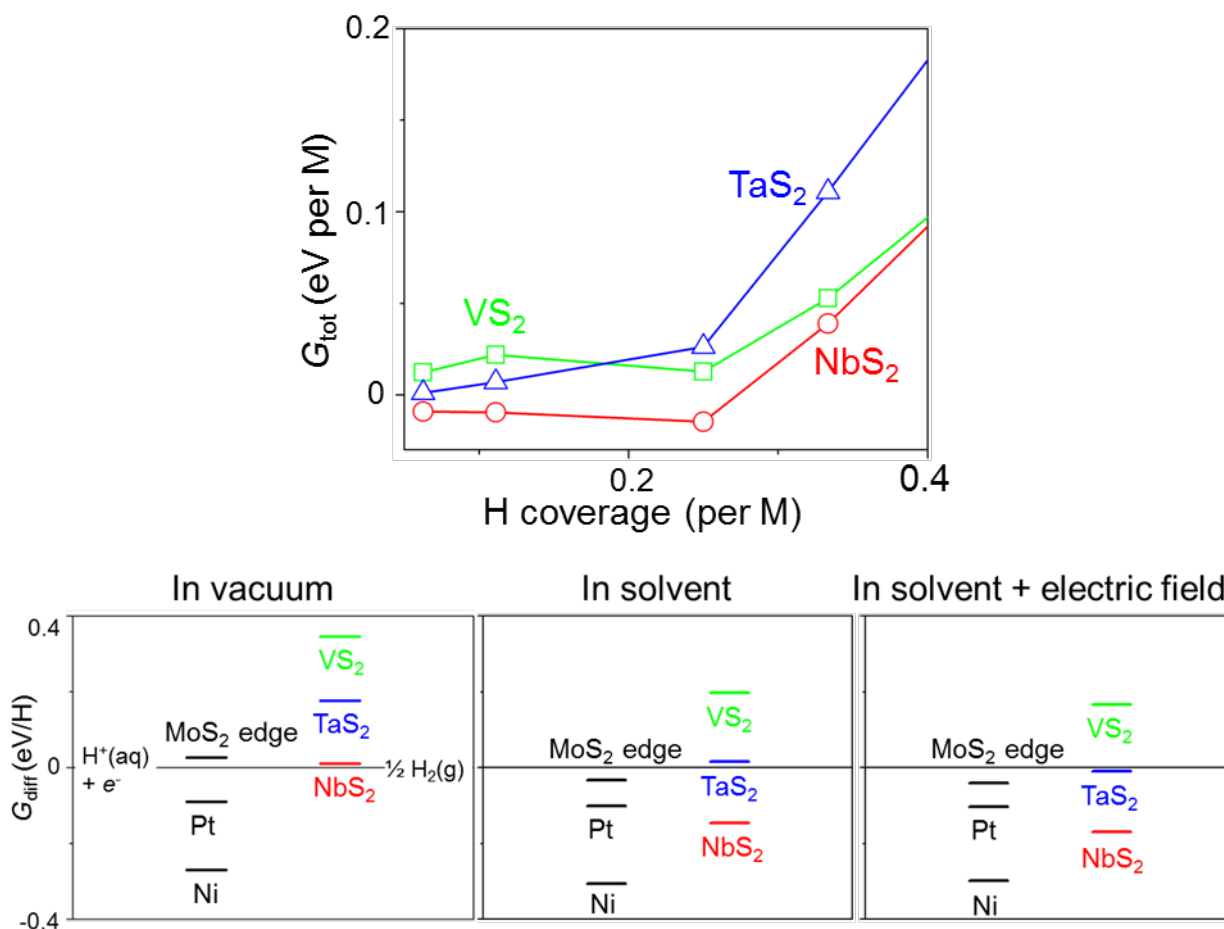 0.2
0.1
0
G_tot (eV per M)
TaS₂
VS₂
NbS₂
0.2
0.4
H coverage (per M)
In vacuum
In solvent
In solvent + electric field
0.4
0
-0.4
G_diff (eV/H)
VS₂
TaS₂
MoS₂ edge
H⁺(aq)
+ e⁻
½ H₂(g)
NbS₂
Pt
Ni
VS₂
MoS₂ edge
TaS₂
Pt
NbS₂
Ni
VS₂
MoS₂ edge
TaS₂
Pt
NbS₂
Ni